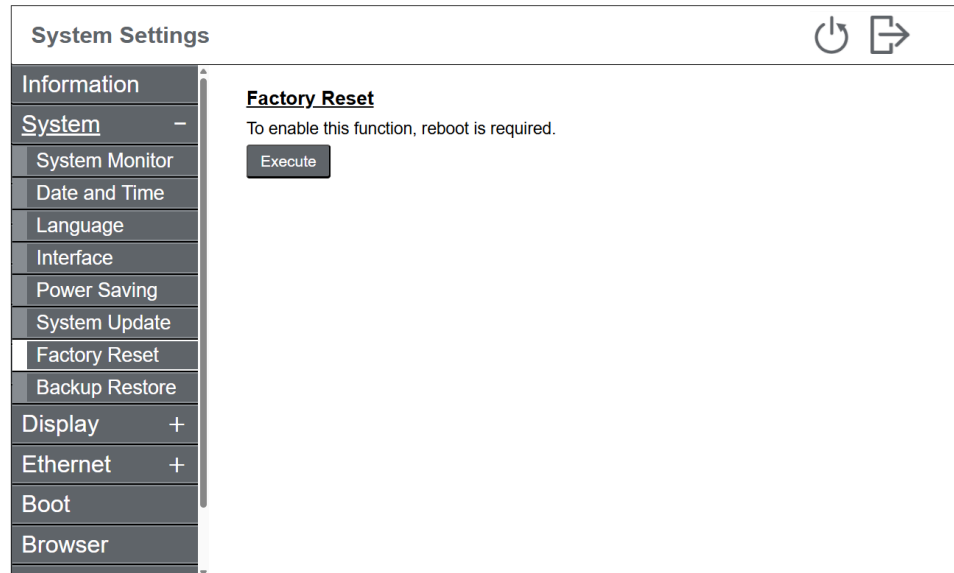 System Settings
Information
System −
System Monitor
Date and Time
Language
Interface
Power Saving
System Update
Factory Reset
Backup Restore
Display +
Ethernet +
Boot
Browser
Factory Reset
To enable this function, reboot is required.
Execute